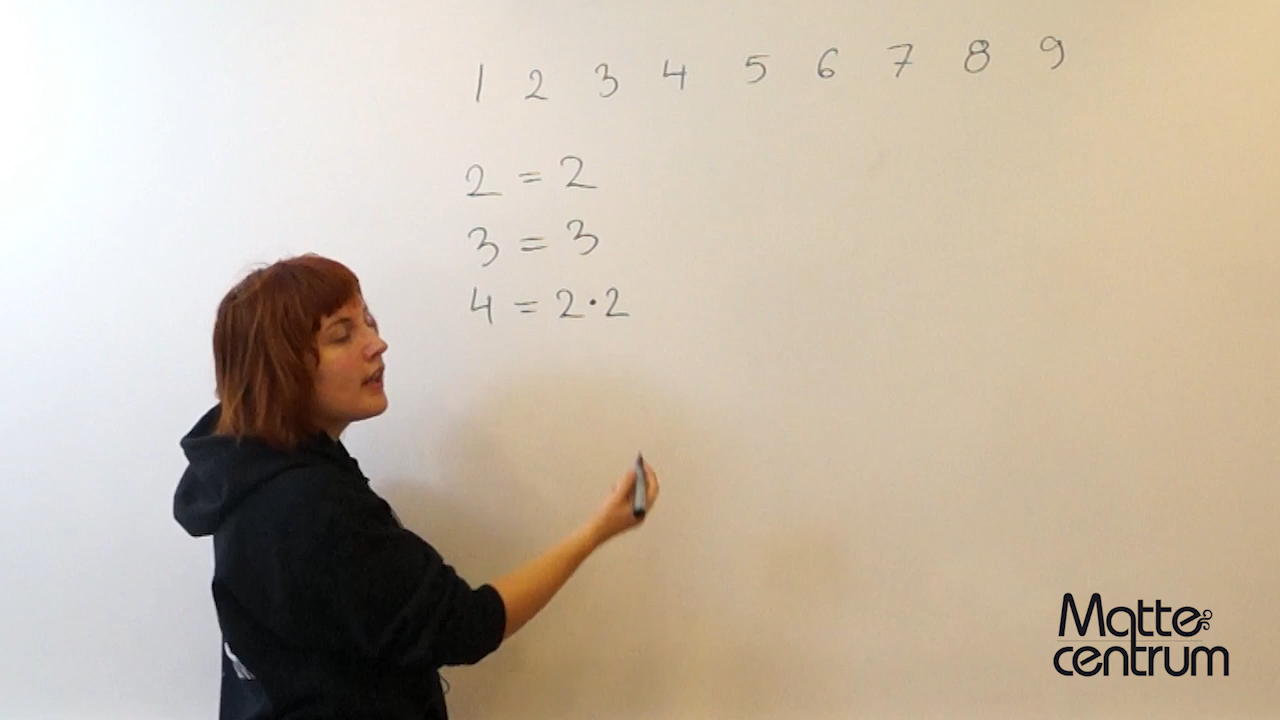 1 2 3 4 5 6 7 8 9
2 = 2
3 = 3
4 = 2·2
Matte
centrum